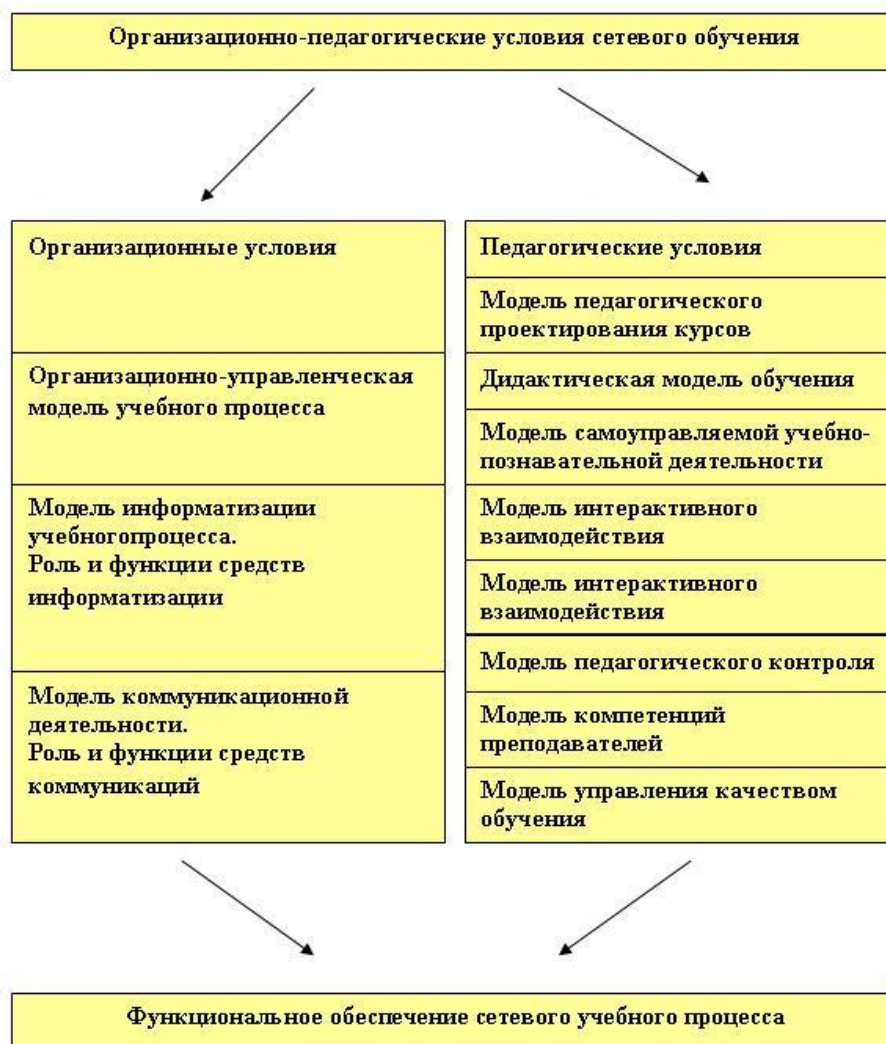 Организационно-педагогические условия сетевого обучения
Организационные условия
Организационно-управленческая
модель учебного процесса
Модель информатизации
учебногопроцесса.
Роль и функции средств
информатизации
Модель коммуникационной
деятельности.
Роль и функции средств
коммуникаций
Педагогические условия
Модель педагогического
проектирования курсов
Дидактическая модель обучения
Модель самоуправляемой учебно-
познавательной деятельности
Модель интерактивного
взаимодействия
Модель интерактивного
взаимодействия
Модель педагогического контроля
Модель компетенций
преподавателей
Модель управления качеством
обучения
Функциональное обеспечение сетевого учебного процесса